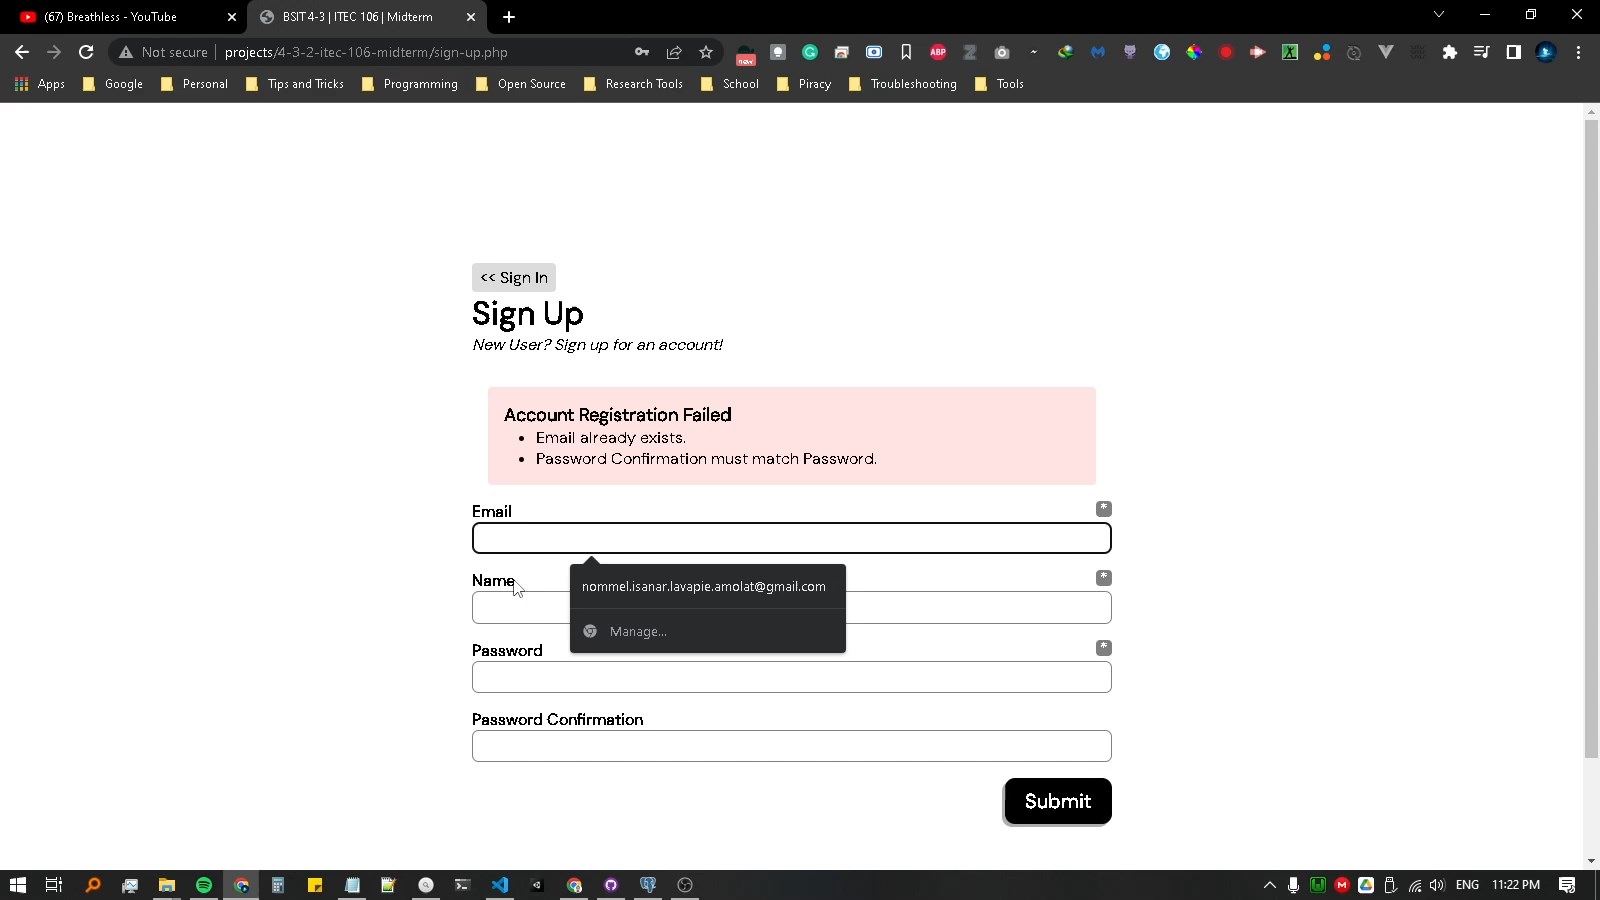 (67) Breathless - YouTube
BSIT 4-3 | ITEC 106 | Midterm
Not secure
projects/4-3-2-itec-106-midterm/sign-up.php
new
ABP
Apps
Google
Personal
Tips and Tricks
Programming
Open Source
Research Tools
School
Piracy
Troubleshooting
Tools
<< Sign In
Sign Up
New User? Sign up for an account!
Account Registration Failed
• Email already exists.
• Password Confirmation must match Password.
Email *
nommel.isanar.lavapie.amolat@gmail.com
Manage...
Name *
Password *
Password Confirmation
Submit
ENG
11:22 PM